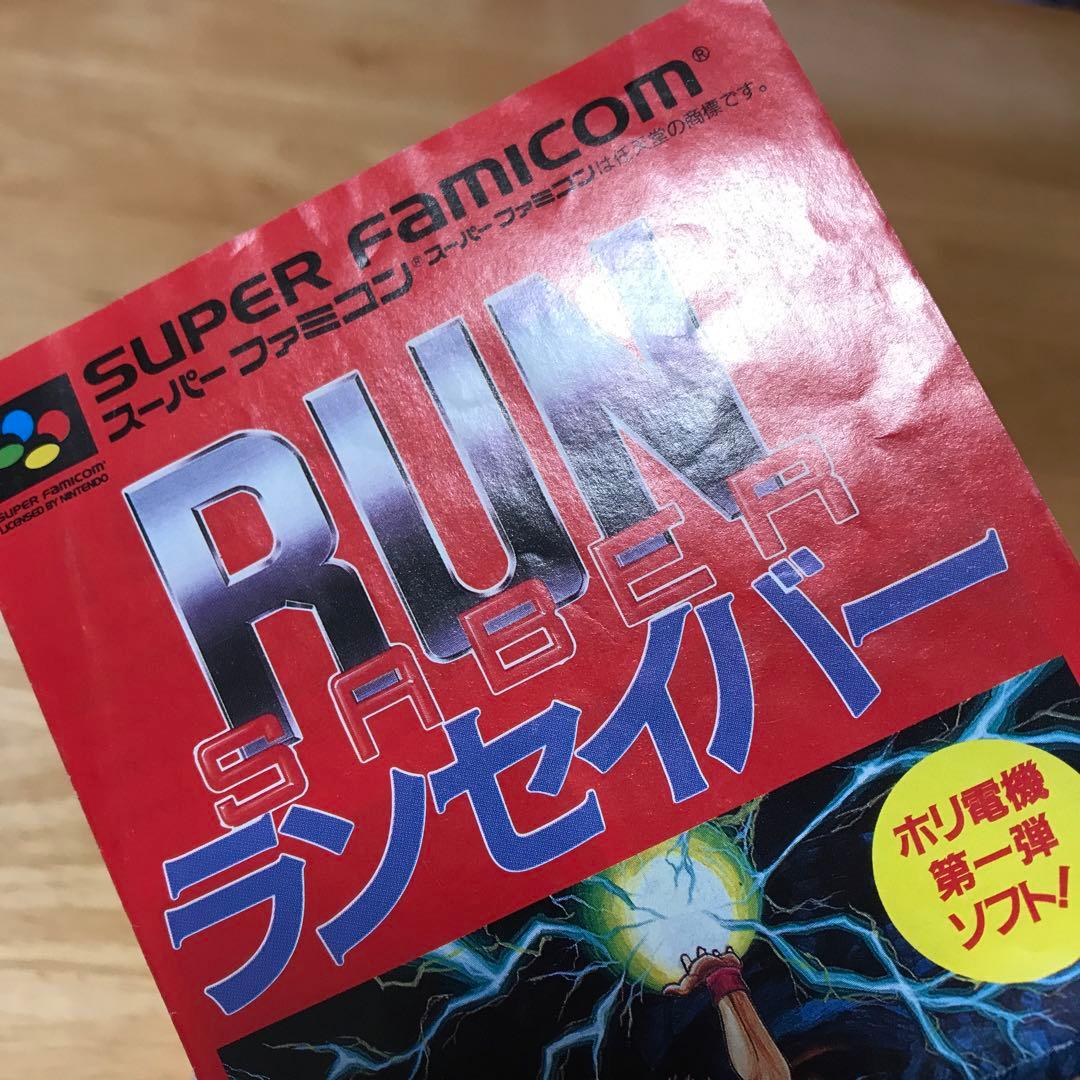 SUPER FAMICOM®
スーパーファミコン® スーパーファミコンは任天堂の商標です。
SUPER FAMICOM®
LICENSED BY NINTENDO
RUN
SABER
ランセイバー
ホリ電機
第一弾
ソフト!